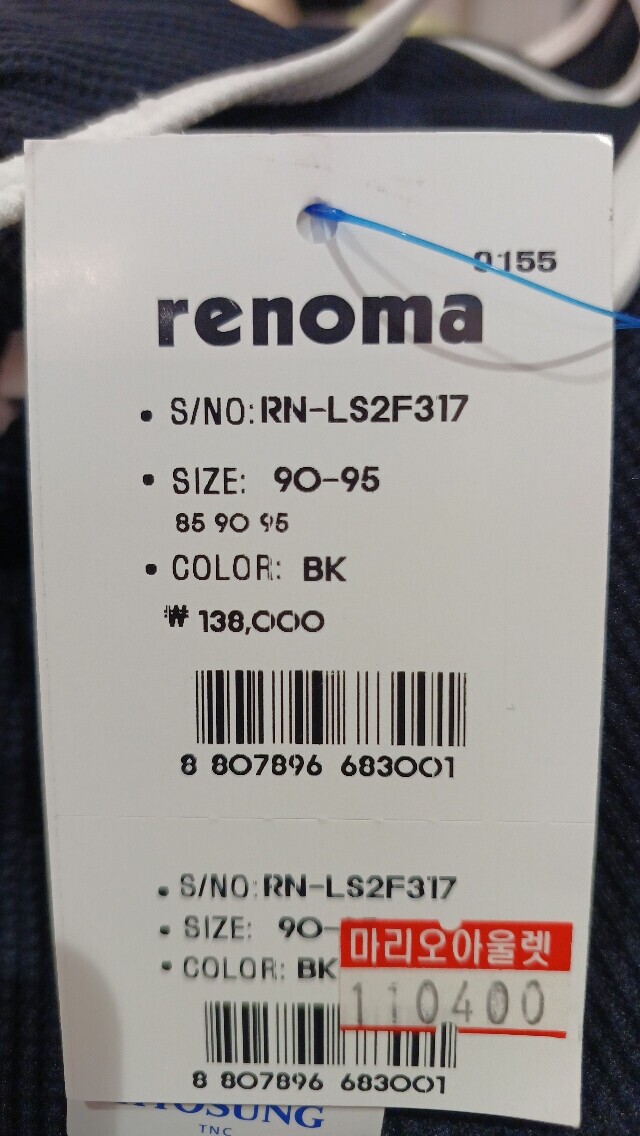 0155
renoma
• S/NO: RN-LS2F317
• SIZE: 90-95
85 90 95
• COLOR: BK
₩ 138,000
8 807896 683001
• S/NO: RN-LS2F317
• SIZE: 90-
• COLOR: BK
마리오아울렛
110400
8 807896 683001
TNC